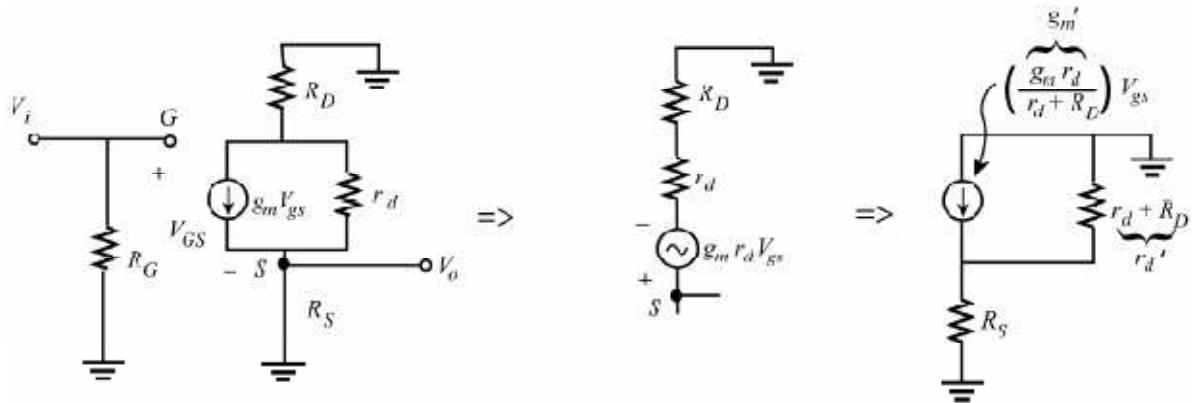 V_i
G
+
R_G
R_D
g_m V_gs
r_d
V_GS
–
S
V_o
R_S
=>
R_D
r_d
–
g_m r_d V_gs
+
S
=>
g_m'
(g_m r_d / r_d + R_D) V_gs
r_d + R_D
r_d'
R_S